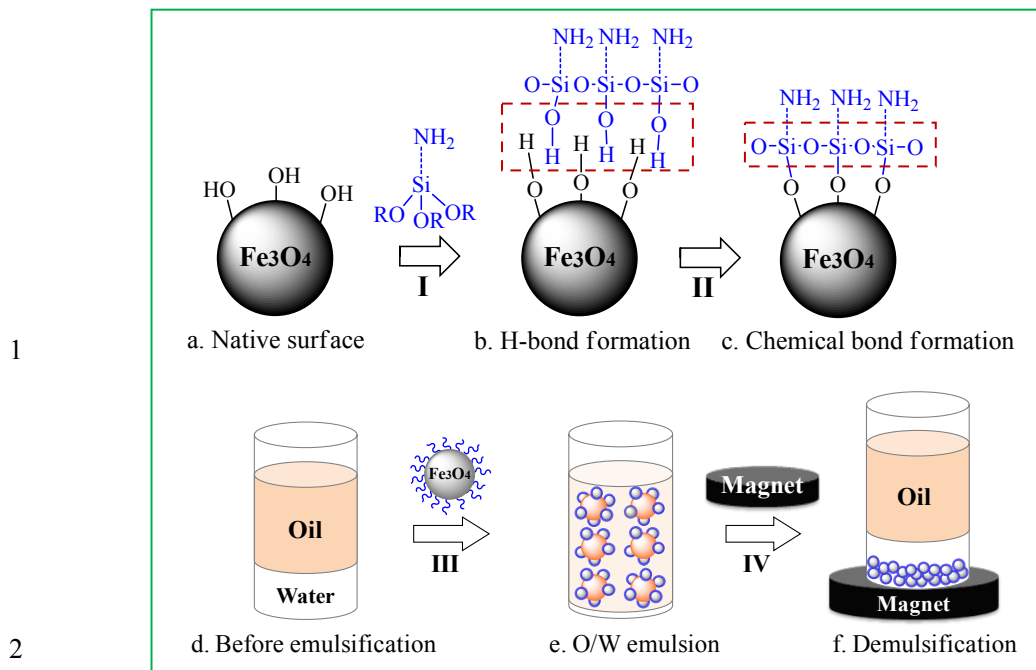 NH2 NH2 NH2
O-Si-O-Si-O-Si-O
O O O
H H H
H H H
O O O
NH2
Si
RO OR OR
HO OH OH
Fe3O4
I
Fe3O4
II
NH2 NH2 NH2
O-Si-O-Si-O-Si-O
O O O
Fe3O4
a. Native surface
b. H-bond formation
c. Chemical bond formation
1
Oil
Water
Fe3O4
III
Magnet
IV
Oil
Magnet
d. Before emulsification
e. O/W emulsion
f. Demulsification
2